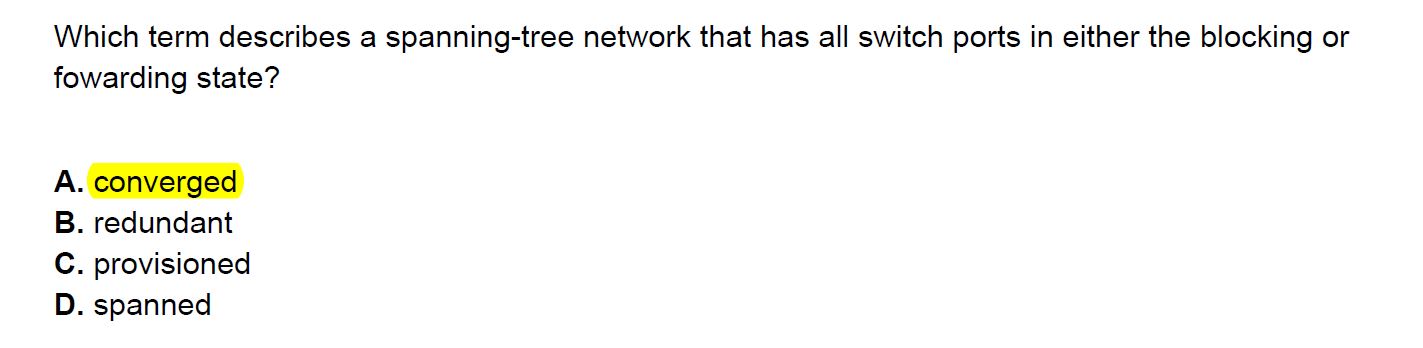 Which term describes a spanning-tree network that has all switch ports in either the blocking or
fowarding state?
A. converged
B. redundant
C. provisioned
D. spanned